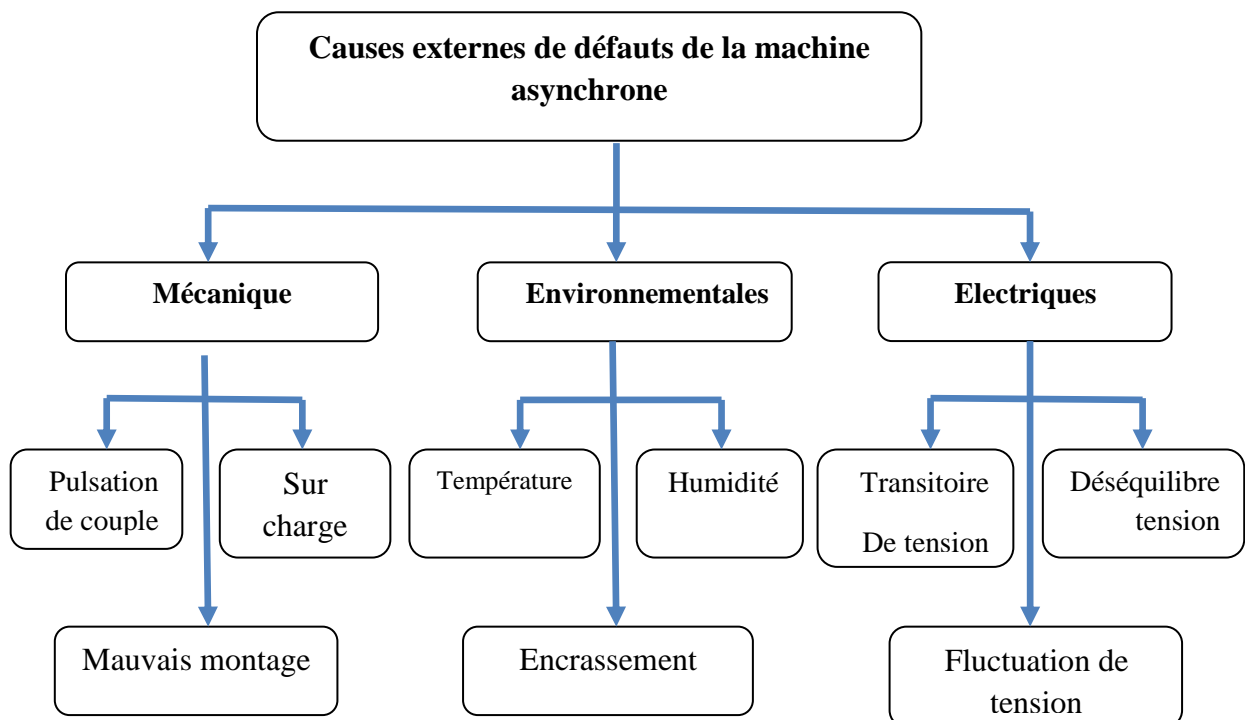 Causes externes de défauts de la machine
asynchrone
Mécanique
Environnementales
Electriques
Pulsation
de couple
Sur
charge
Température
Humidité
Transitoire
De tension
Déséquilibre
tension
Mauvais montage
Encrassement
Fluctuation de
tension